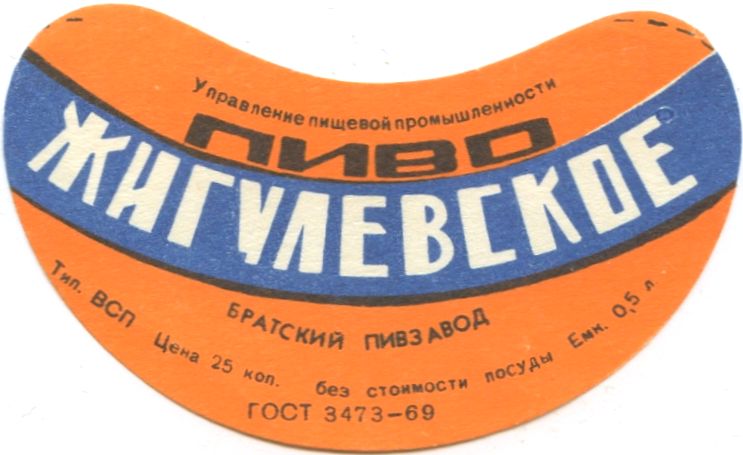 Управление пищевой промышленности
ПИВО
ЖИГУЛЕВСКОЕ
БРАТСКИЙ ПИВЗАВОД
Тип. ВСП Цена 25 коп. без стоимости посуды Емк. 0,5 л
ГОСТ 3473-69